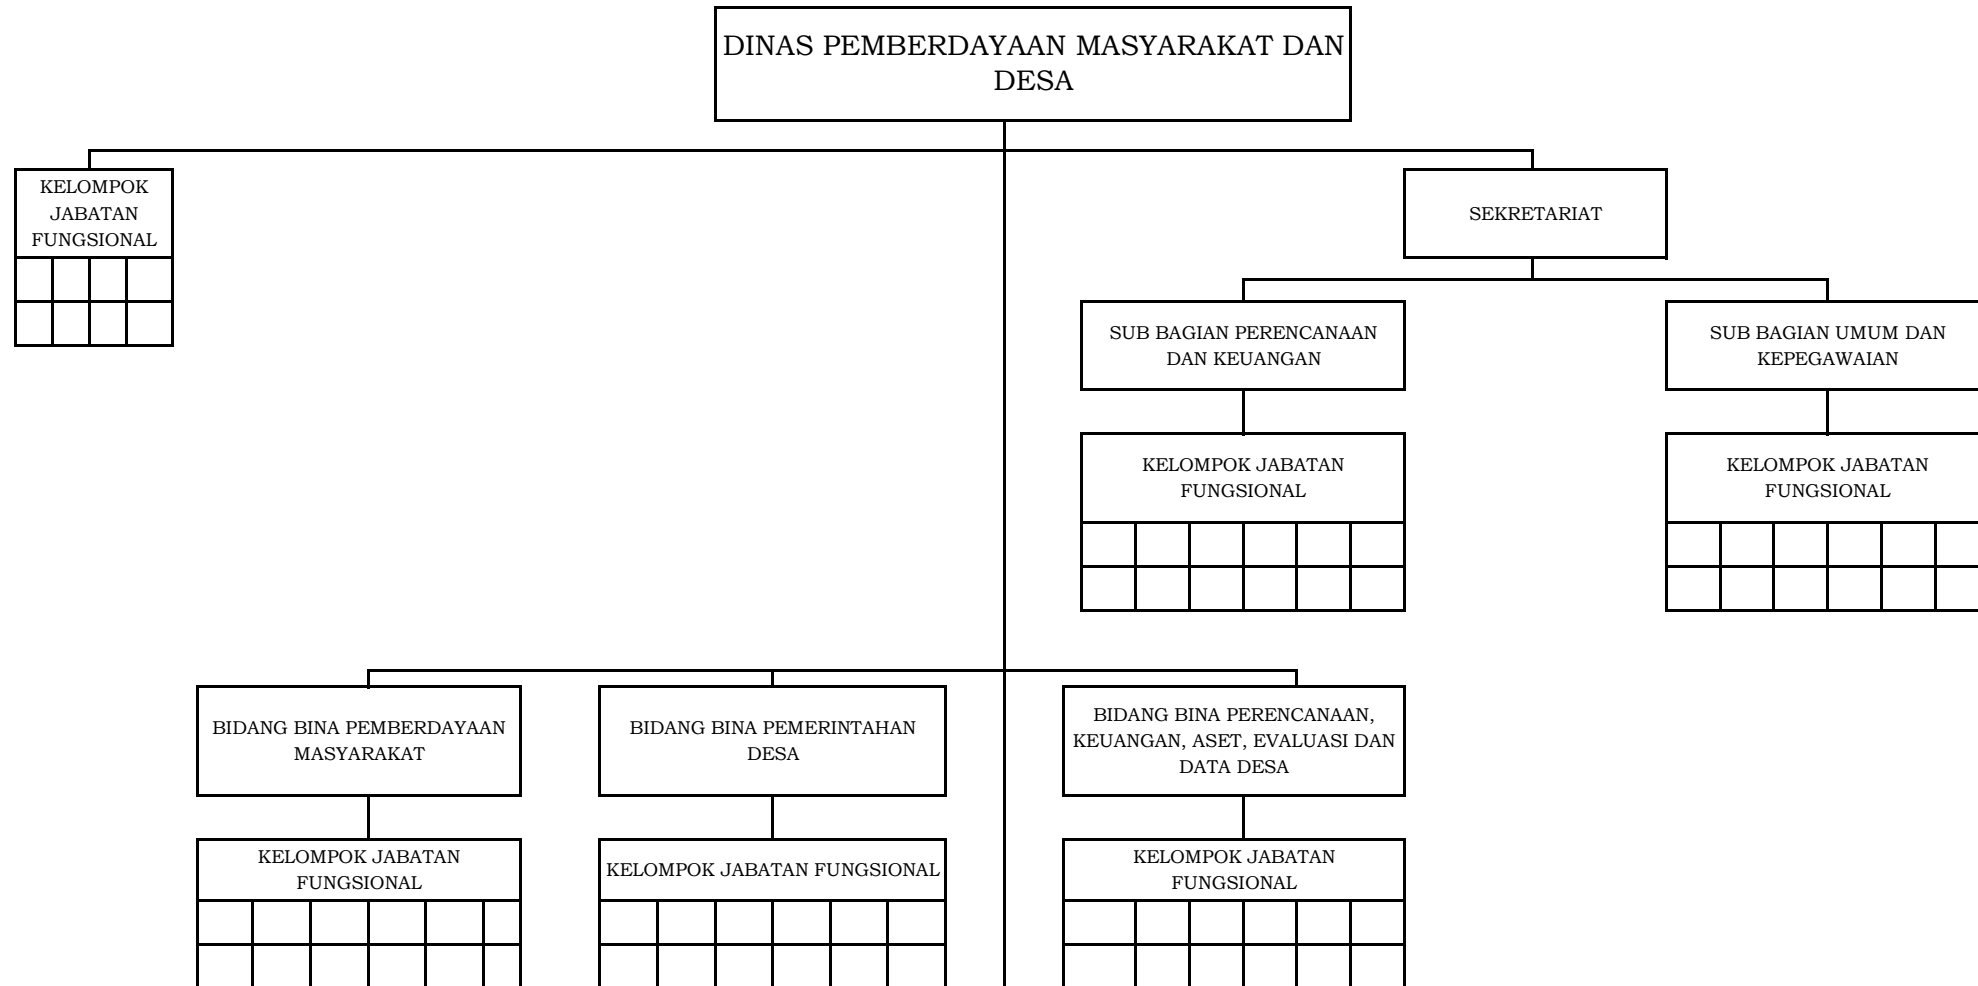 DINAS PEMBERDAYAAN MASYARAKAT DAN
DESA
KELOMPOK
JABATAN
FUNGSIONAL
SEKRETARIAT
SUB BAGIAN PERENCANAAN
DAN KEUANGAN
SUB BAGIAN UMUM DAN
KEPEGAWAIAN
KELOMPOK JABATAN
FUNGSIONAL
KELOMPOK JABATAN
FUNGSIONAL
BIDANG BINA PEMBERDAYAAN
MASYARAKAT
BIDANG BINA PEMERINTAHAN
DESA
BIDANG BINA PERENCANAAN,
KEUANGAN, ASET, EVALUASI DAN
DATA DESA
KELOMPOK JABATAN
FUNGSIONAL
KELOMPOK JABATAN FUNGSIONAL
KELOMPOK JABATAN
FUNGSIONAL